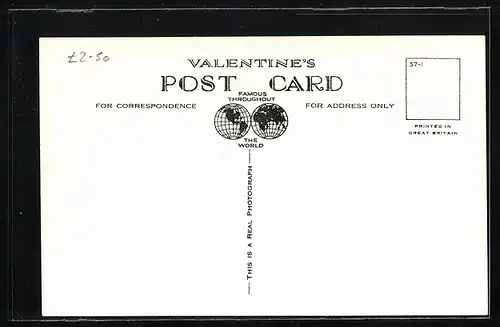 £2-50
VALENTINE'S
POST CARD
FAMOUS
THROUGHOUT
FOR CORRESPONDENCE
FOR ADDRESS ONLY
THE
WORLD
37-1
PRINTED IN
GREAT BRITAIN
THIS IS A REAL PHOTOGRAPH